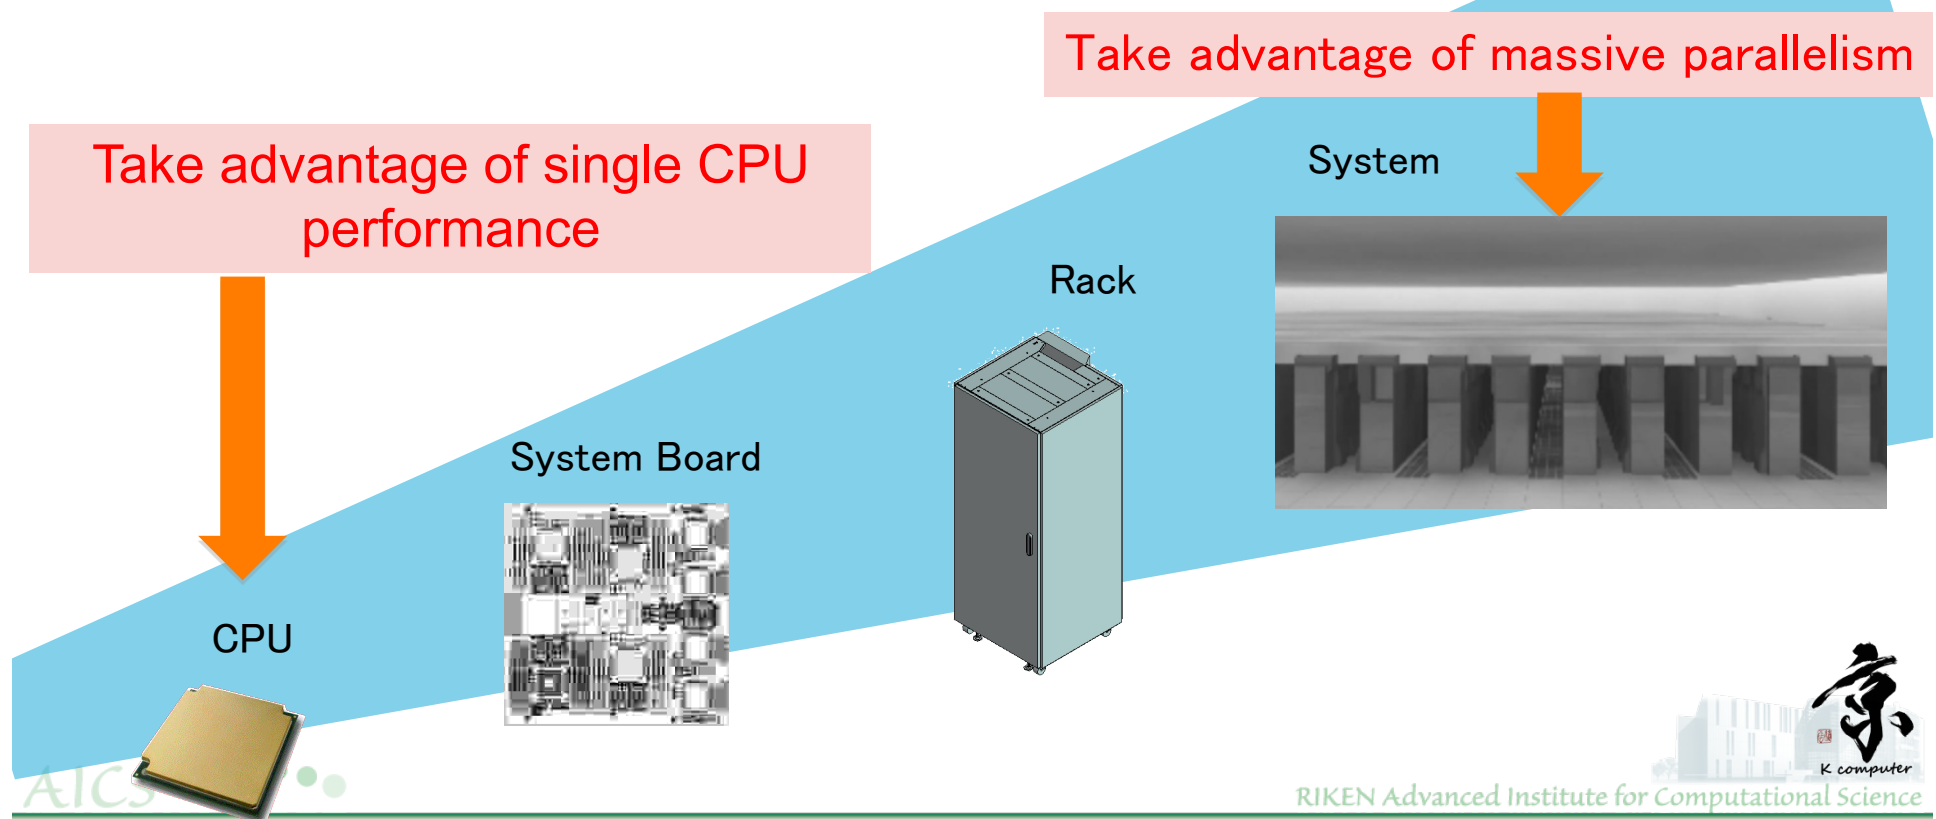 Take advantage of massive parallelism
Take advantage of single CPU
performance
System
Rack
System Board
CPU
京
K computer
AICS
RIKEN Advanced Institute for Computational Science